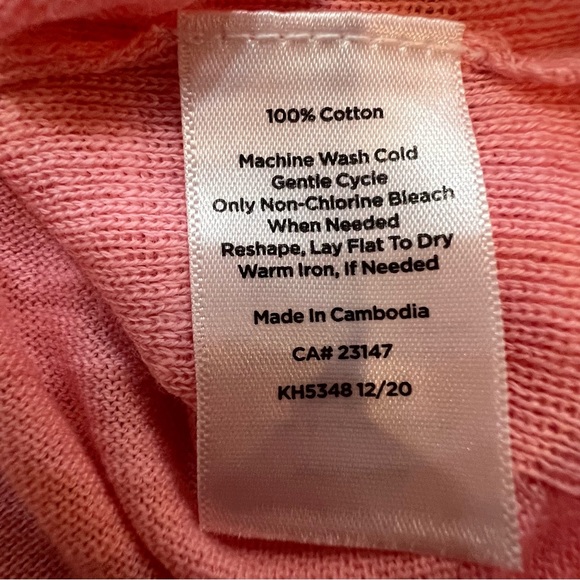 100% Cotton
Machine Wash Cold
Gentle Cycle
Only Non-Chlorine Bleach
When Needed
Reshape, Lay Flat To Dry
Warm Iron, If Needed
Made In Cambodia
CA# 23147
KH5348 12/20